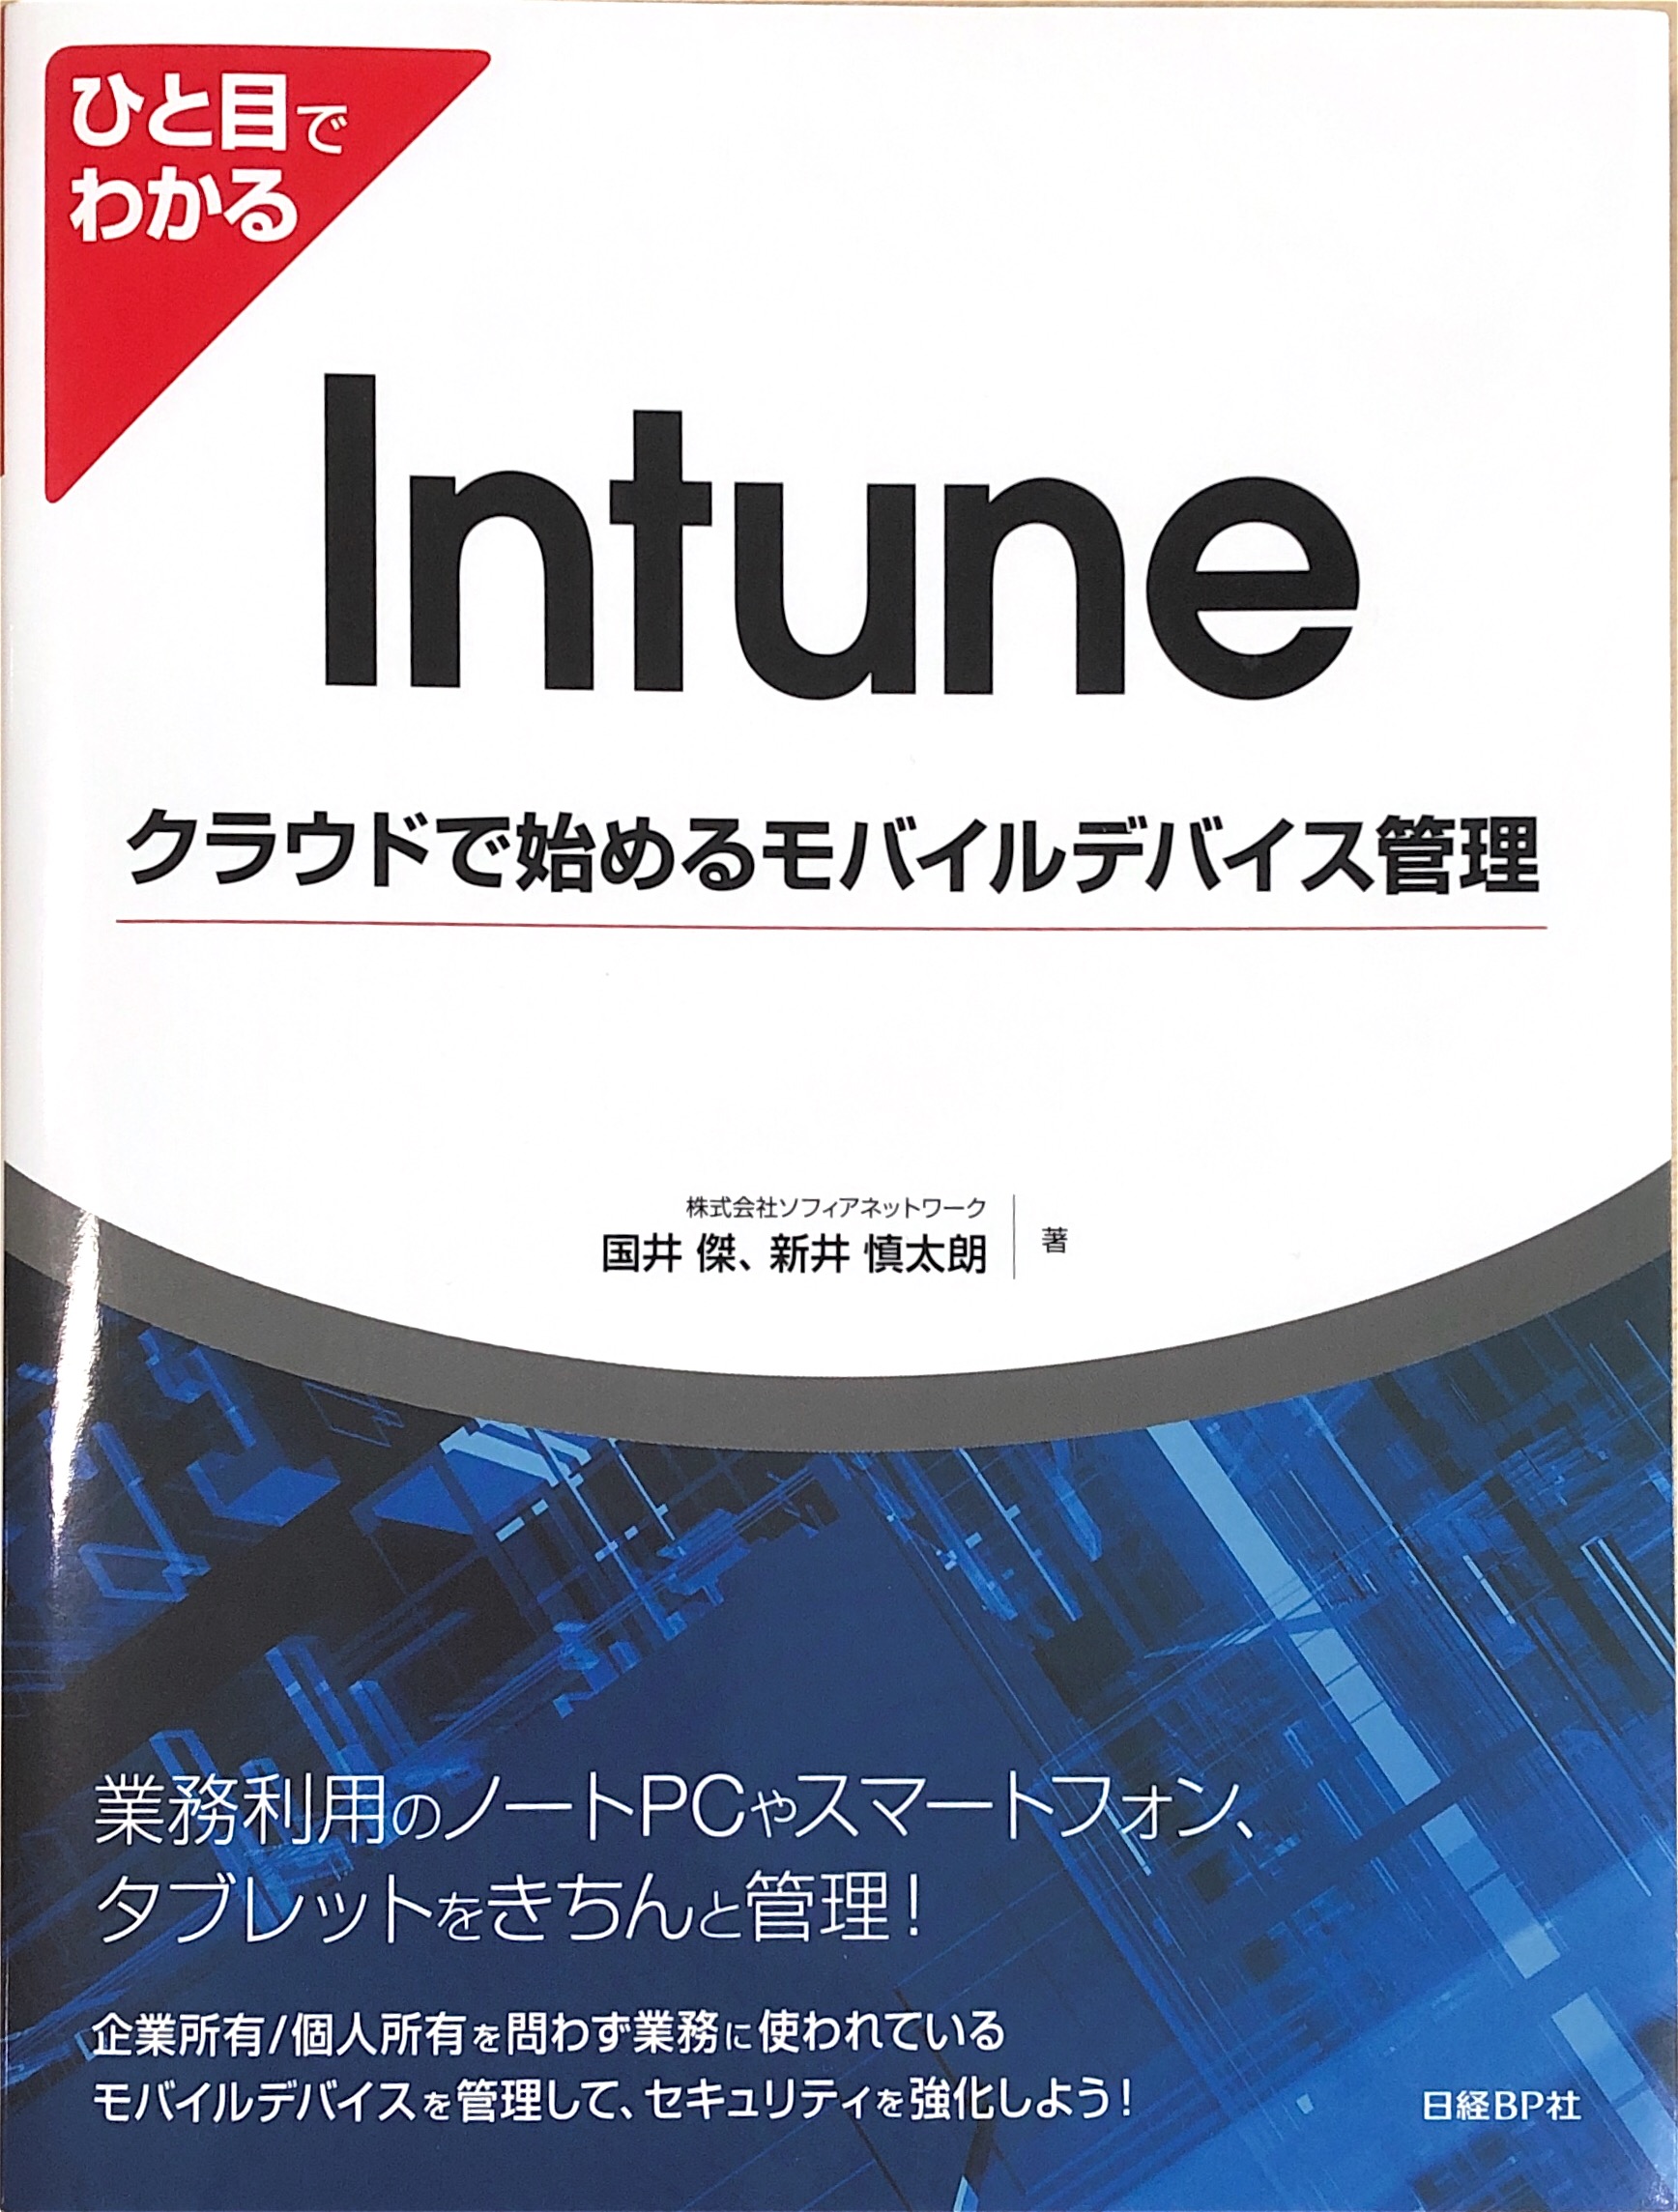 ひと目で
わかる
Intune
クラウドで始めるモバイルデバイス管理
株式会社ソフィアネットワーク
国井 傑、新井 慎太朗
著
業務利用のノートPCやスマートフォン、
タブレットをきちんと管理!
企業所有/個人所有を問わず業務に使われている
モバイルデバイスを管理して、セキュリティを強化しよう!
日経BP社